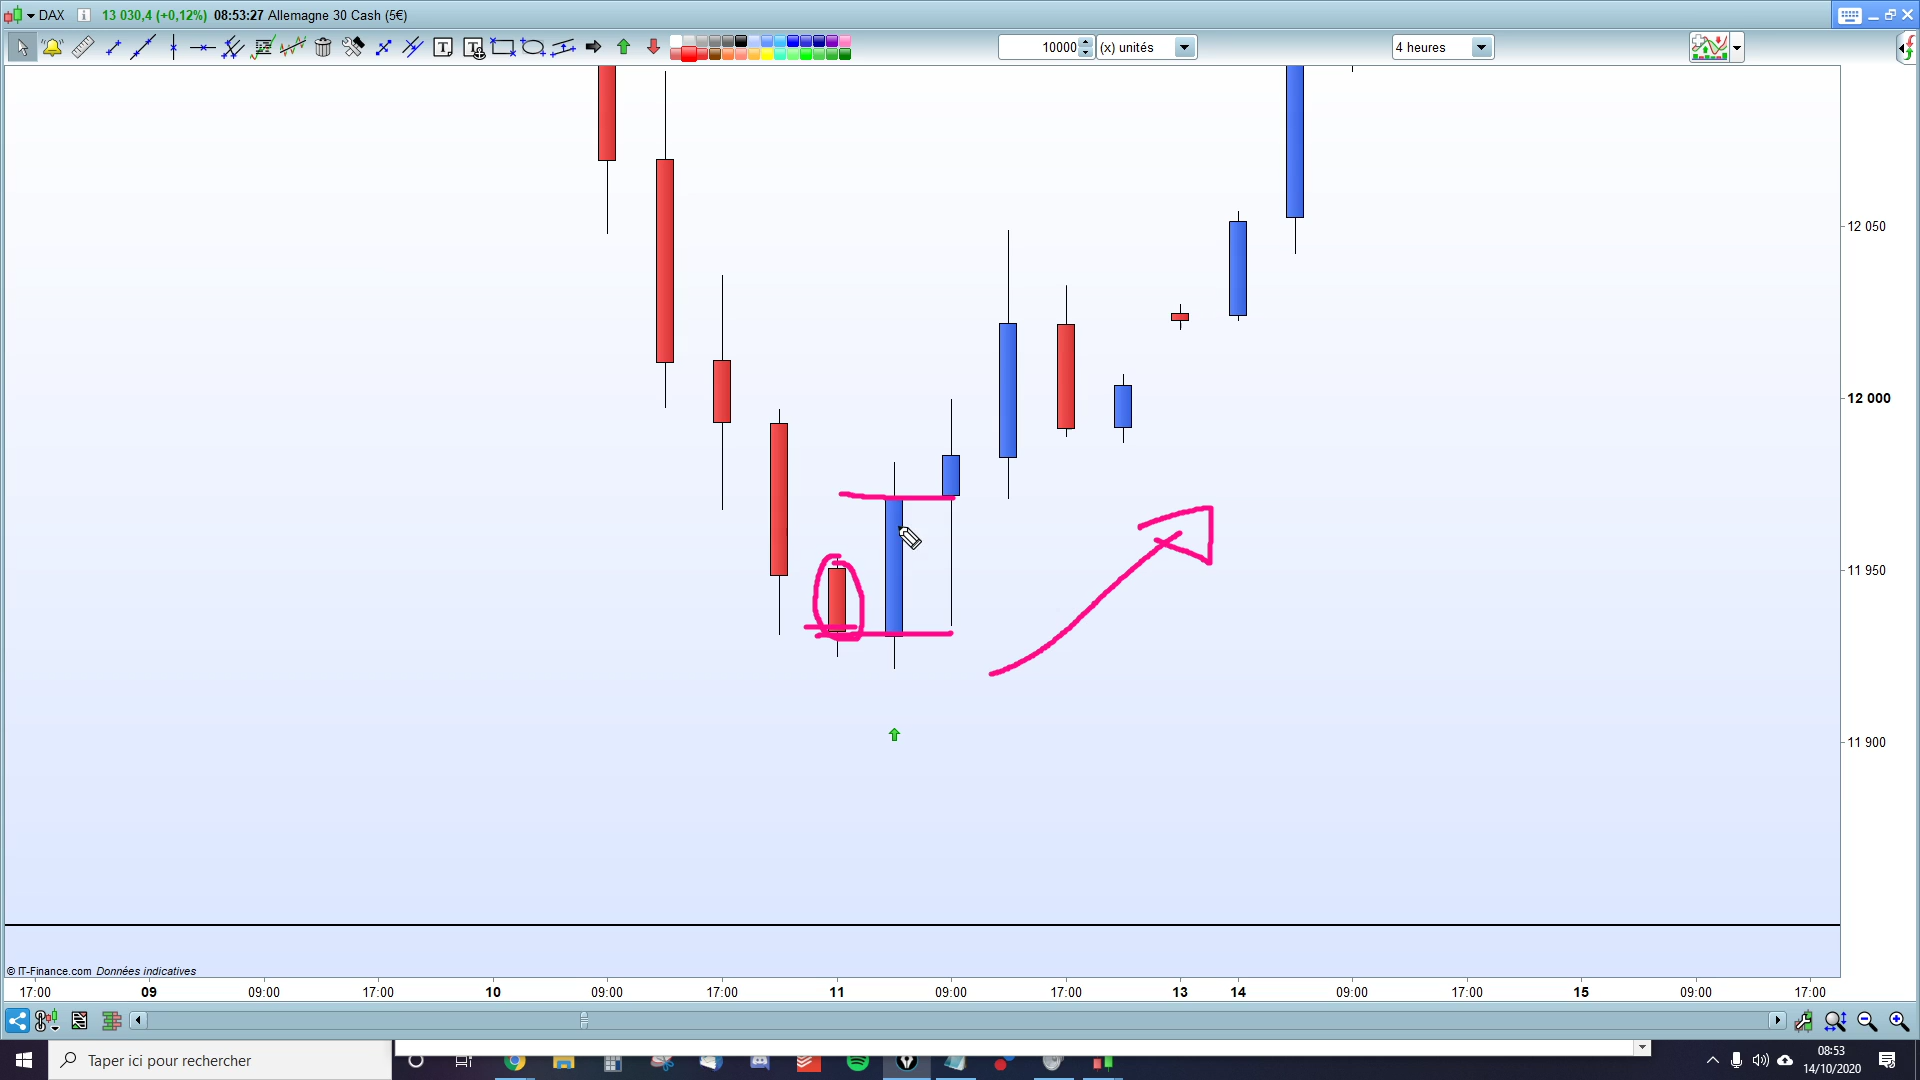 DAX 13 030,4 (+0,12%) 08:53:27 Allemagne 30 Cash (5€)
10000 (x) unités 4 heures
12 050
12 000
11 950
11 900
© IT-Finance.com Données indicatives
17:00 09 09:00 17:00 10 09:00 17:00 11 09:00 17:00 13 14 09:00 17:00 15 09:00 17:00
Taper ici pour rechercher
08:53
14/10/2020